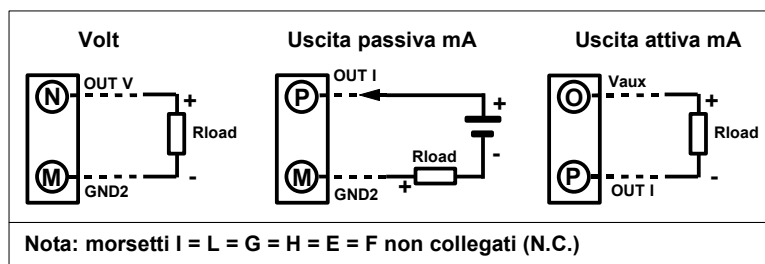 Volt
N
OUT V
+
Rload
-
M
GND2
Uscita passiva mA
OUT I
P
+
-
Rload
M
+
GND2
Uscita attiva mA
Vaux
O
+
Rload
-
P
OUT I
Nota: morsetti I = L = G = H = E = F non collegati (N.C.)